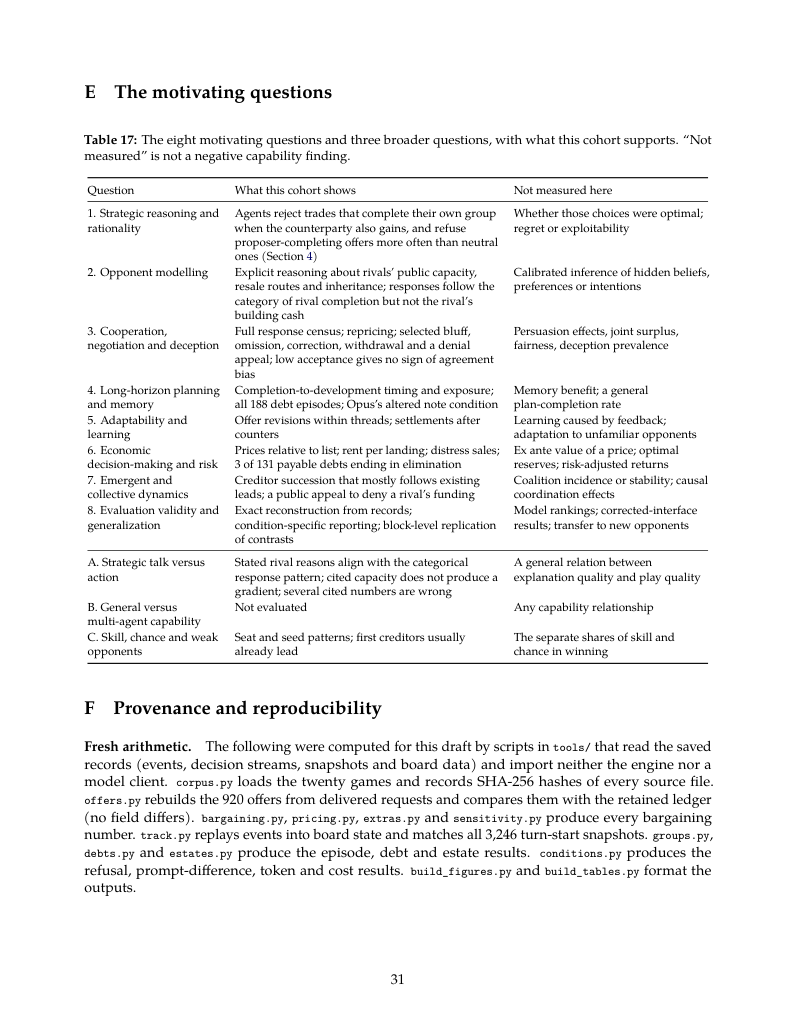 E The motivating questions
Table 17: The eight motivating questions and three broader questions, with what this cohort supports. “Not
measured” is not a negative capability finding.
Question What this cohort shows Not measured here
1. Strategic reasoning and Agents reject trades that complete their own group Whether those choices were optimal;
rationality when the counterparty also gains, and refuse regret or exploitability
proposer-completing offers more often than neutral
ones (Section 4)
2. Opponent modelling Explicit reasoning about rivals’ public capacity, Calibrated inference of hidden beliefs,
resale routes and inheritance; responses follow the preferences or intentions
category of rival completion but not the rival’s
building cash
3. Cooperation, Full response census; repricing; selected bluff, Persuasion effects, joint surplus,
negotiation and deception omission, correction, withdrawal and a denial fairness, deception prevalence
appeal; low acceptance gives no sign of agreement
bias
4. Long-horizon planning Completion-to-development timing and exposure; Memory benefit; a general
and memory all 188 debt episodes; Opus’s altered note condition plan-completion rate
5. Adaptability and Offer revisions within threads; settlements after Learning caused by feedback;
learning counters adaptation to unfamiliar opponents
6. Economic Prices relative to list; rent per landing; distress sales; Ex ante value of a price; optimal
decision-making and risk 3 of 131 payable debts ending in elimination reserves; risk-adjusted returns
7. Emergent and Creditor succession that mostly follows existing Coalition incidence or stability; causal
collective dynamics leads; a public appeal to deny a rival’s funding coordination effects
8. Evaluation validity and Exact reconstruction from records; Model rankings; corrected-interface
generalization condition-specific reporting; block-level replication results; transfer to new opponents
of contrasts
A. Strategic talk versus Stated rival reasons align with the categorical A general relation between
action response pattern; cited capacity does not produce a explanation quality and play quality
gradient; several cited numbers are wrong
B. General versus Not evaluated Any capability relationship
multi-agent capability
C. Skill, chance and weak Seat and seed patterns; first creditors usually The separate shares of skill and
opponents already lead chance in winning
F Provenance and reproducibility
Fresh arithmetic. The following were computed for this draft by scripts in tools/ that read the saved
records (events, decision streams, snapshots and board data) and import neither the engine nor a
model client. corpus.py loads the twenty games and records SHA-256 hashes of every source file.
offers.py rebuilds the 920 offers from delivered requests and compares them with the retained ledger
(no field differs). bargaining.py, pricing.py, extras.py and sensitivity.py produce every bargaining
number. track.py replays events into board state and matches all 3,246 turn-start snapshots. groups.py,
debts.py and estates.py produce the episode, debt and estate results. conditions.py produces the
refusal, prompt-difference, token and cost results. build_figures.py and build_tables.py format the
outputs.
31